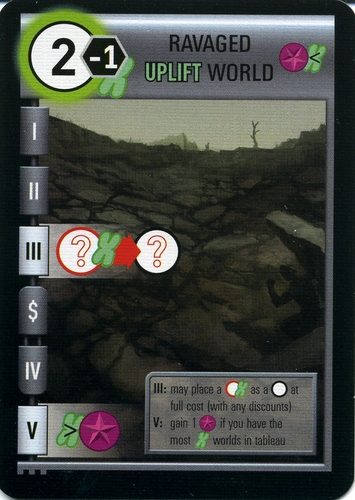 2 -1
RAVAGED
UPLIFT WORLD
<
I
II
III ? ?
$
IV
V >
III: may place a as a at
full cost (with any discounts)
V: gain 1 if you have the
most worlds in tableau